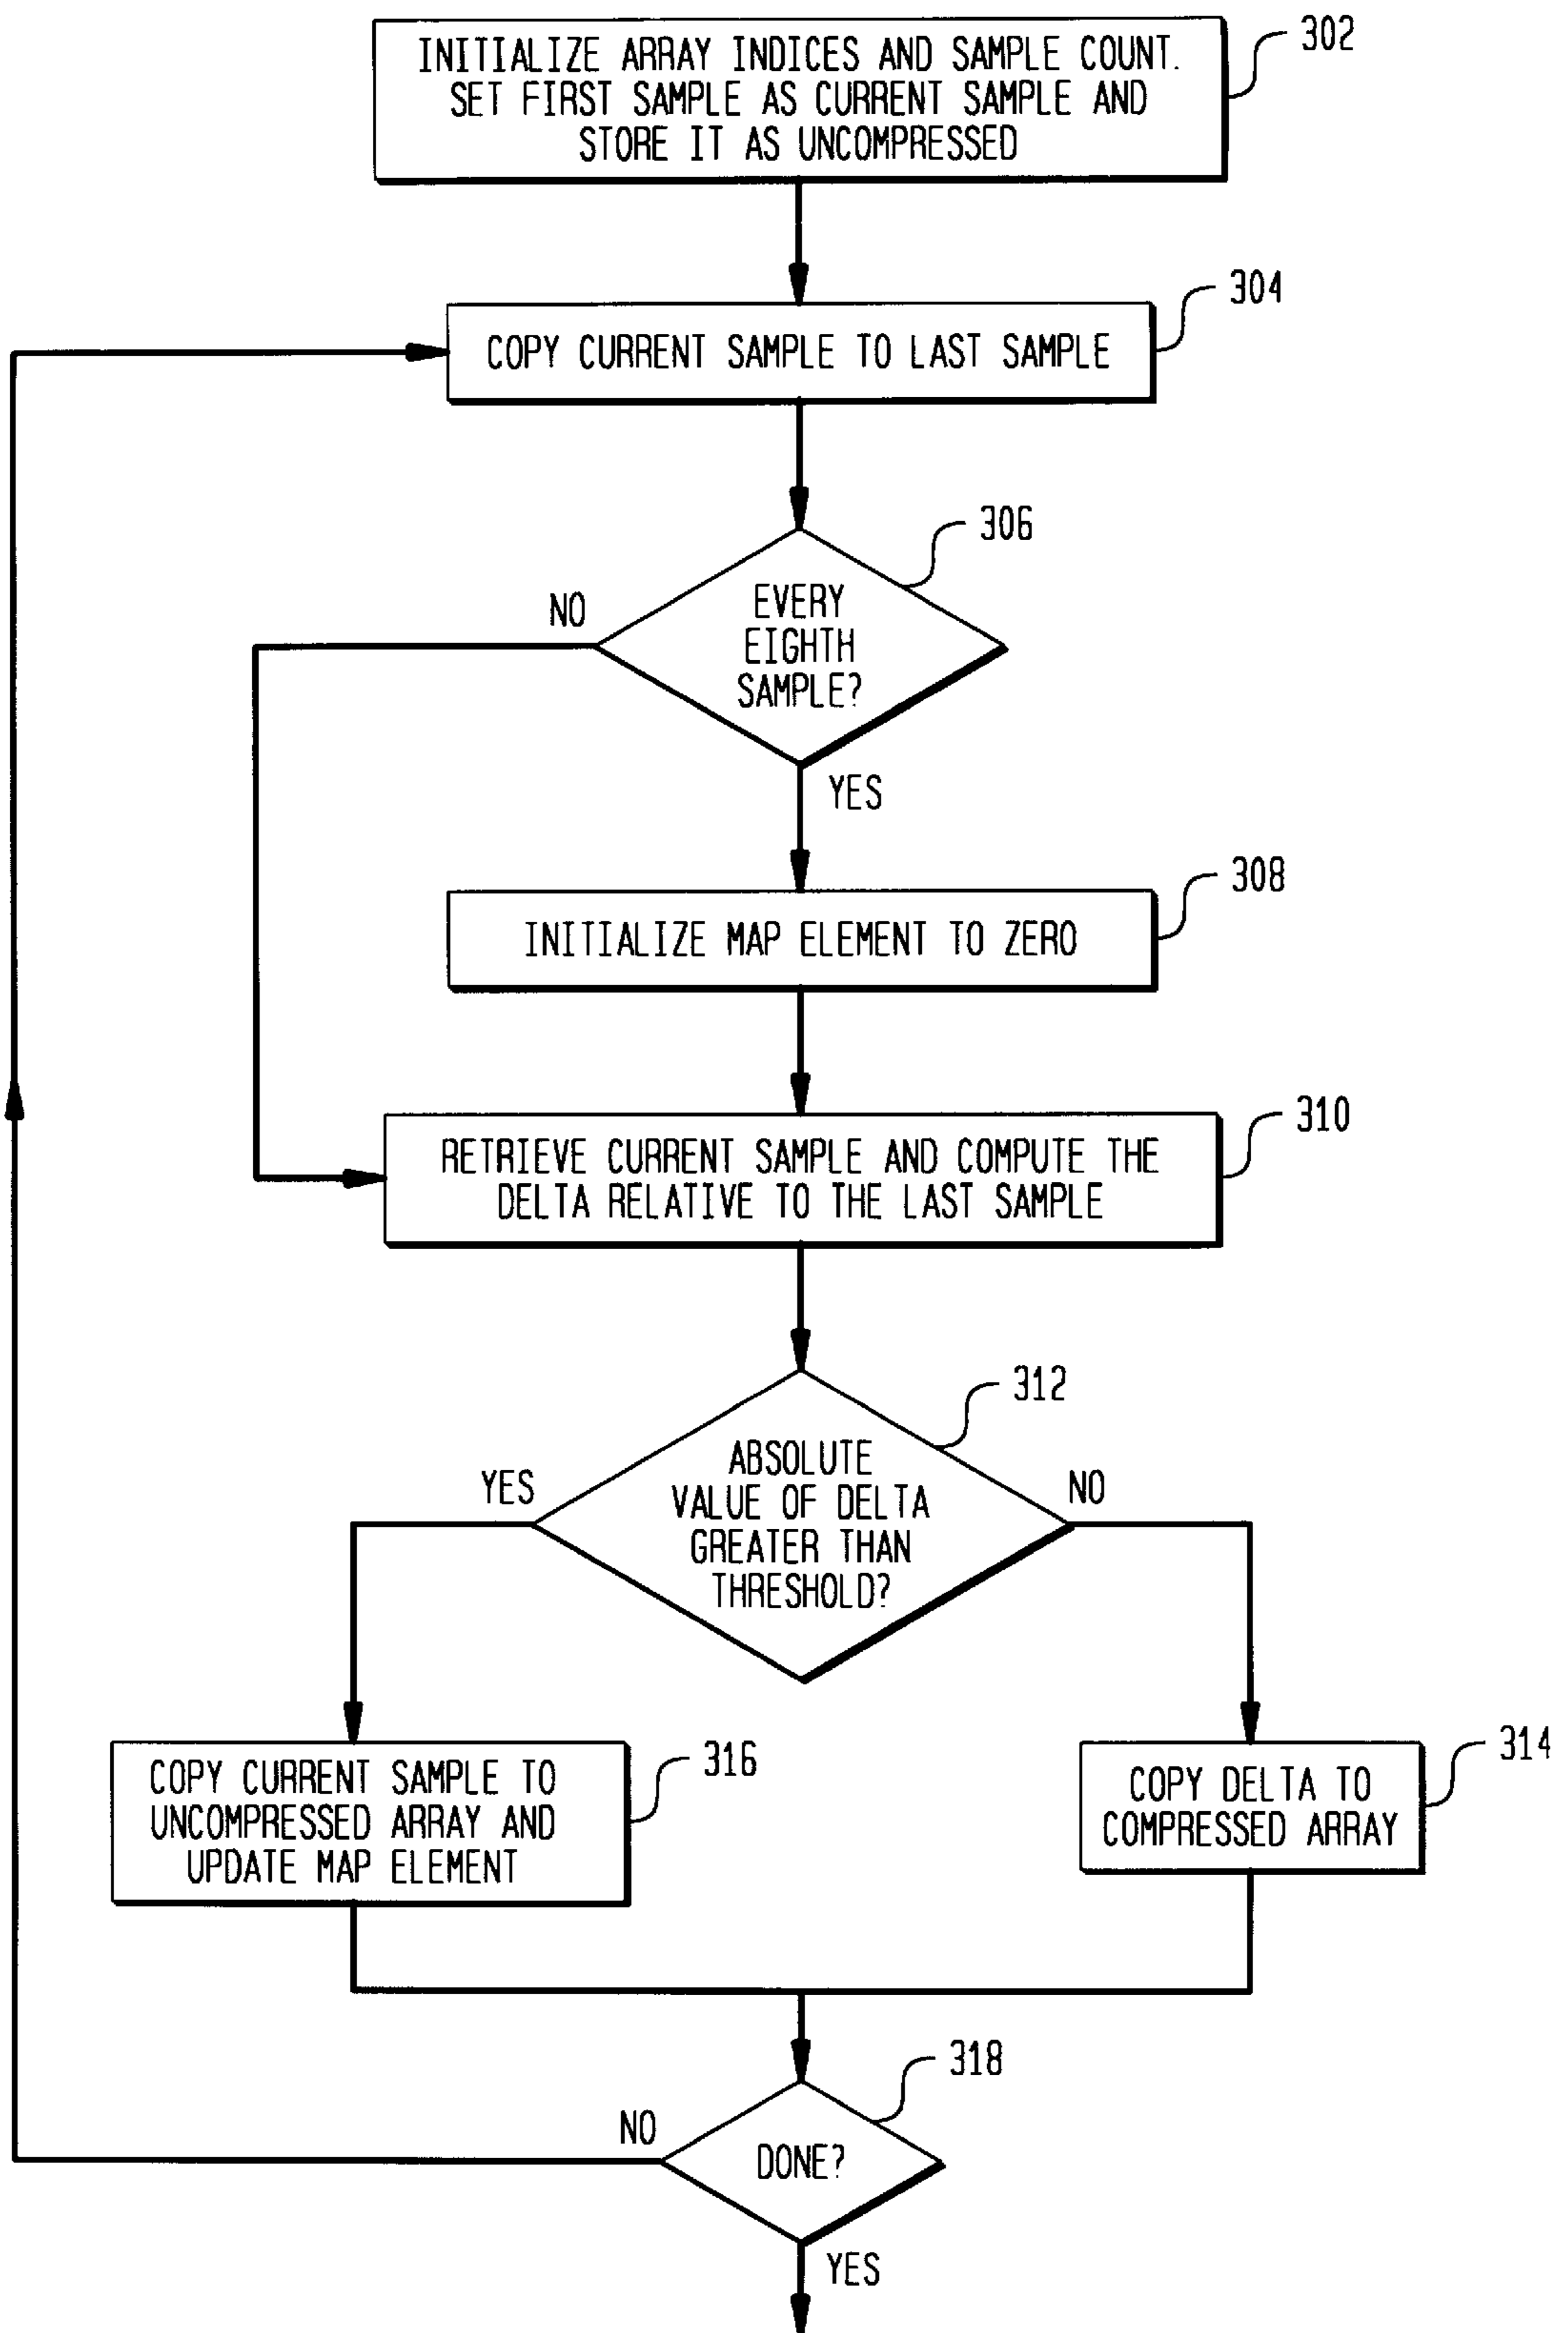 INITIALIZE ARRAY INDICES AND SAMPLE COUNT.
SET FIRST SAMPLE AS CURRENT SAMPLE AND
STORE IT AS UNCOMPRESSED
302
304
COPY CURRENT SAMPLE TO LAST SAMPLE
306
NO
EVERY
EIGHTH
SAMPLE?
YES
308
INITIALIZE MAP ELEMENT TO ZERO
310
RETRIEVE CURRENT SAMPLE AND COMPUTE THE
DELTA RELATIVE TO THE LAST SAMPLE
312
YES
ABSOLUTE
VALUE OF DELTA
GREATER THAN
THRESHOLD?
NO
316
COPY CURRENT SAMPLE TO
UNCOMPRESSED ARRAY AND
UPDATE MAP ELEMENT
314
COPY DELTA TO
COMPRESSED ARRAY
318
NO
DONE?
YES